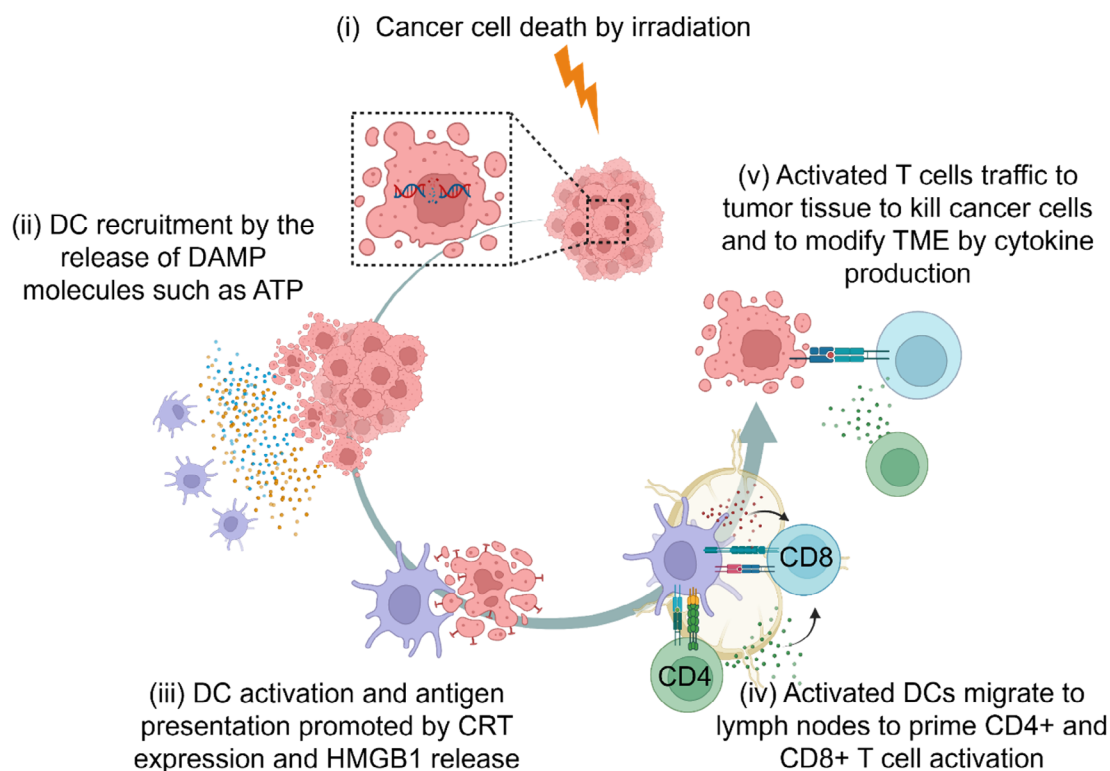 (i) Cancer cell death by irradiation
(ii) DC recruitment by the
release of DAMP
molecules such as ATP
(iii) DC activation and antigen
presentation promoted by CRT
expression and HMGB1 release
CD4
CD8
(iv) Activated DCs migrate to
lymph nodes to prime CD4+ and
CD8+ T cell activation
(v) Activated T cells traffic to
tumor tissue to kill cancer cells
and to modify TME by cytokine
production